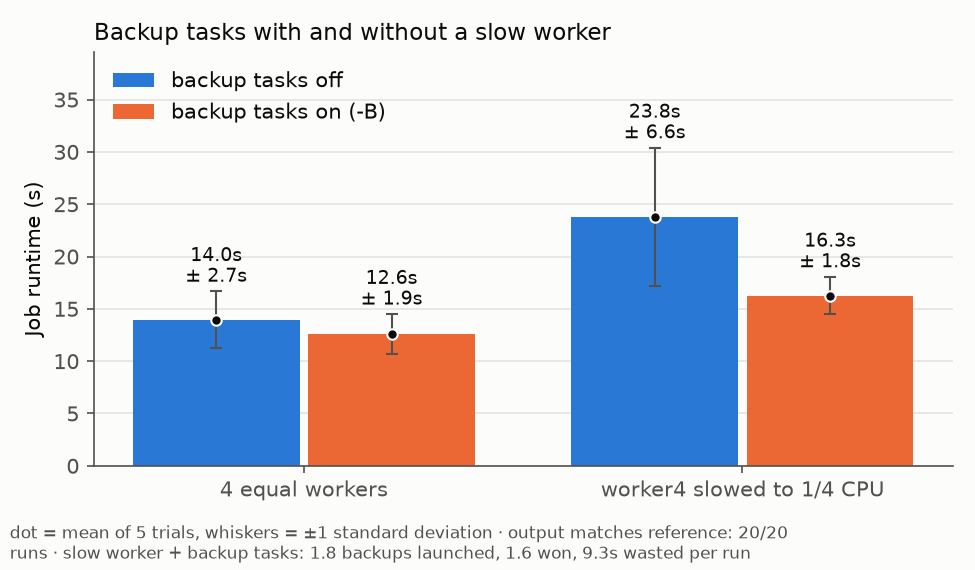 Backup tasks with and without a slow worker
backup tasks off
backup tasks on (-B)
Job runtime (s)
35
30
25
20
15
10
5
0
14.0s
± 2.7s
12.6s
± 1.9s
23.8s
± 6.6s
16.3s
± 1.8s
4 equal workers
worker4 slowed to 1/4 CPU
dot = mean of 5 trials, whiskers = ±1 standard deviation · output matches reference: 20/20
runs · slow worker + backup tasks: 1.8 backups launched, 1.6 won, 9.3s wasted per run